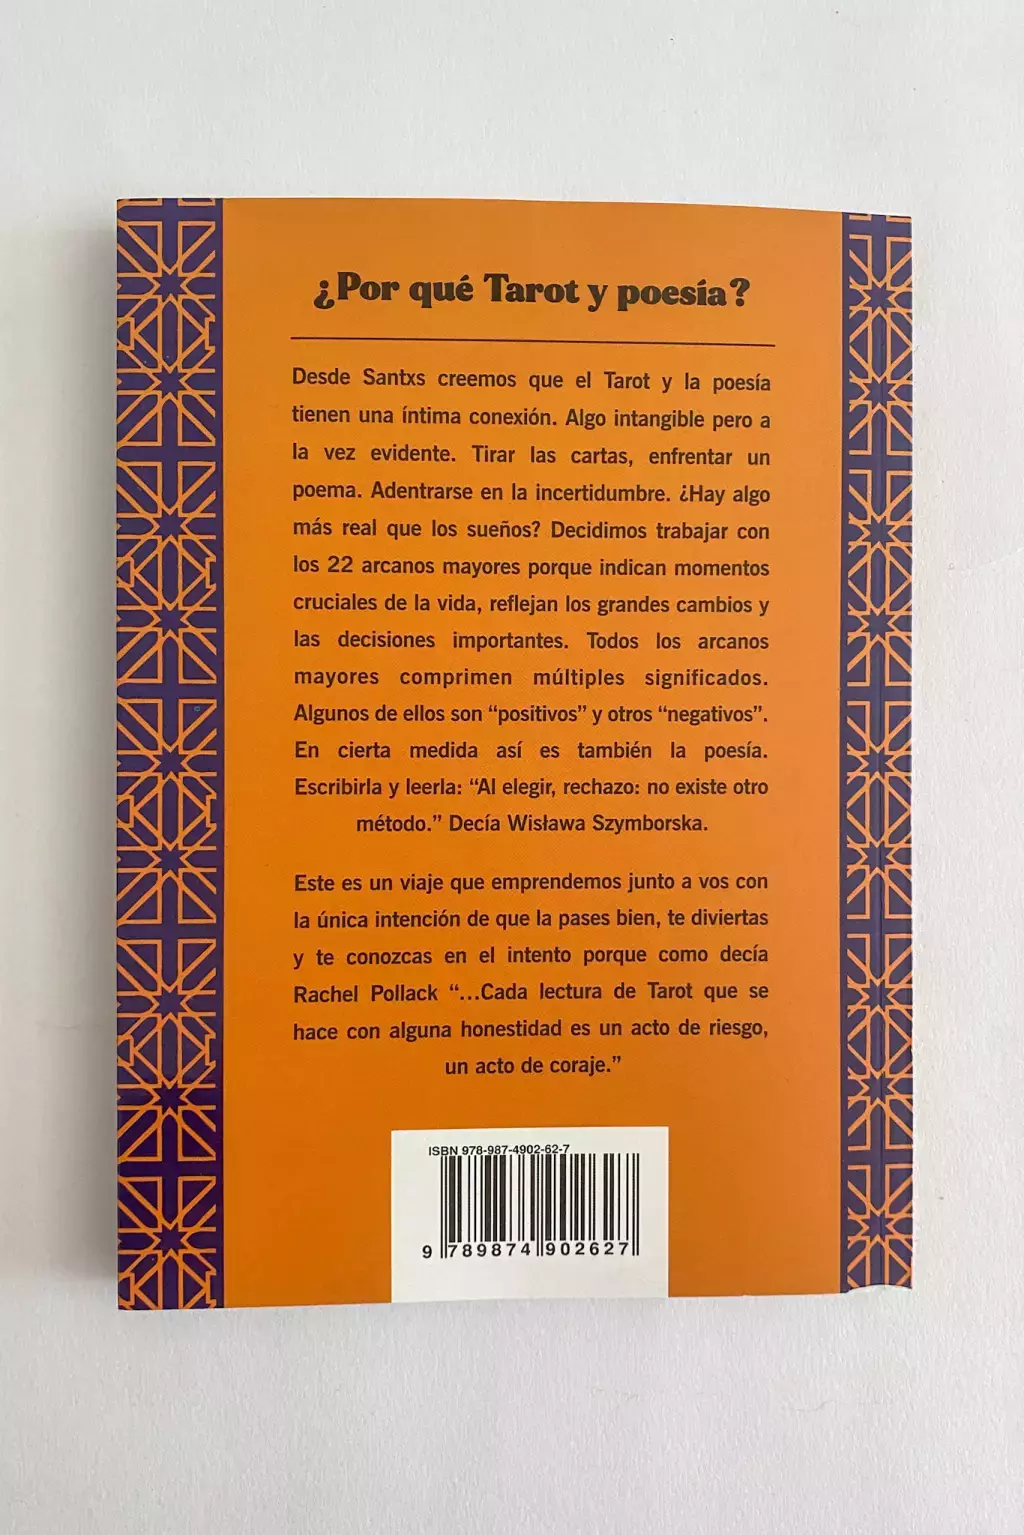 ¿Por qué Tarot y poesía?
Desde Santxs creemos que el Tarot y la poesía
tienen una íntima conexión. Algo intangible pero a
la vez evidente. Tirar las cartas, enfrentar un
poema. Adentrarse en la incertidumbre. ¿Hay algo
más real que los sueños? Decidimos trabajar con
los 22 arcanos mayores porque indican momentos
cruciales de la vida, reflejan los grandes cambios y
las decisiones importantes. Todos los arcanos
mayores comprimen múltiples significados.
Algunos de ellos son “positivos” y otros “negativos”.
En cierta medida así es también la poesía.
Escribirla y leerla: “Al elegir, rechazo: no existe otro
método.” Decía Wisława Szymborska.
Este es un viaje que emprendemos junto a vos con
la única intención de que la pases bien, te diviertas
y te conozcas en el intento porque como decía
Rachel Pollack “...Cada lectura de Tarot que se
hace con alguna honestidad es un acto de riesgo,
un acto de coraje.”
ISBN 978-987-4902-62-7
9 789874 902627